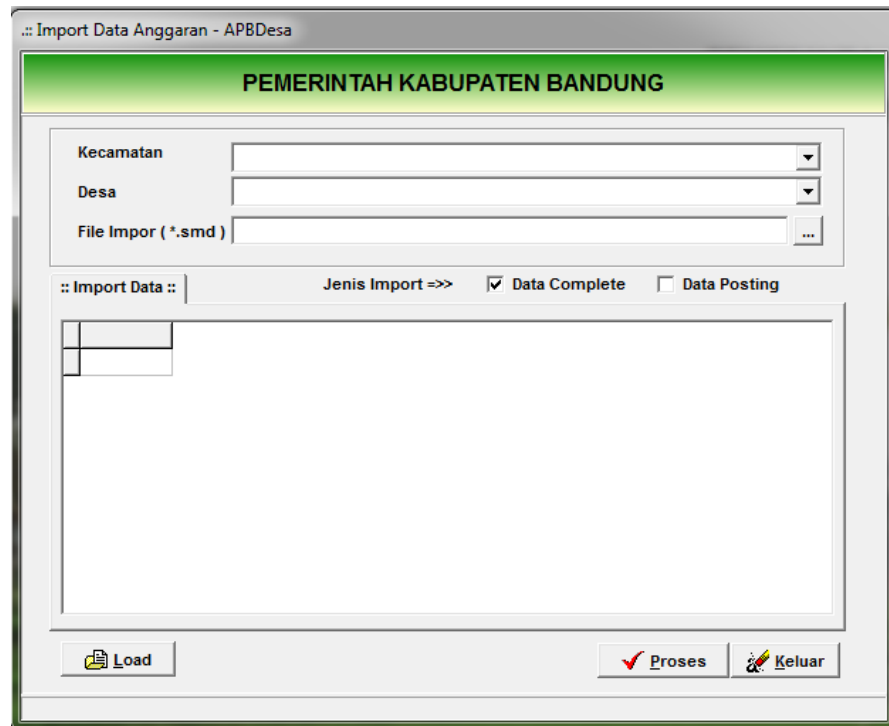 .:: Import Data Anggaran - APBDesa
PEMERINTAH KABUPATEN BANDUNG
Kecamatan
Desa
File Impor ( *.smd )
...
:: Import Data :: Jenis Import =>> Data Complete Data Posting
Load Proses Keluar